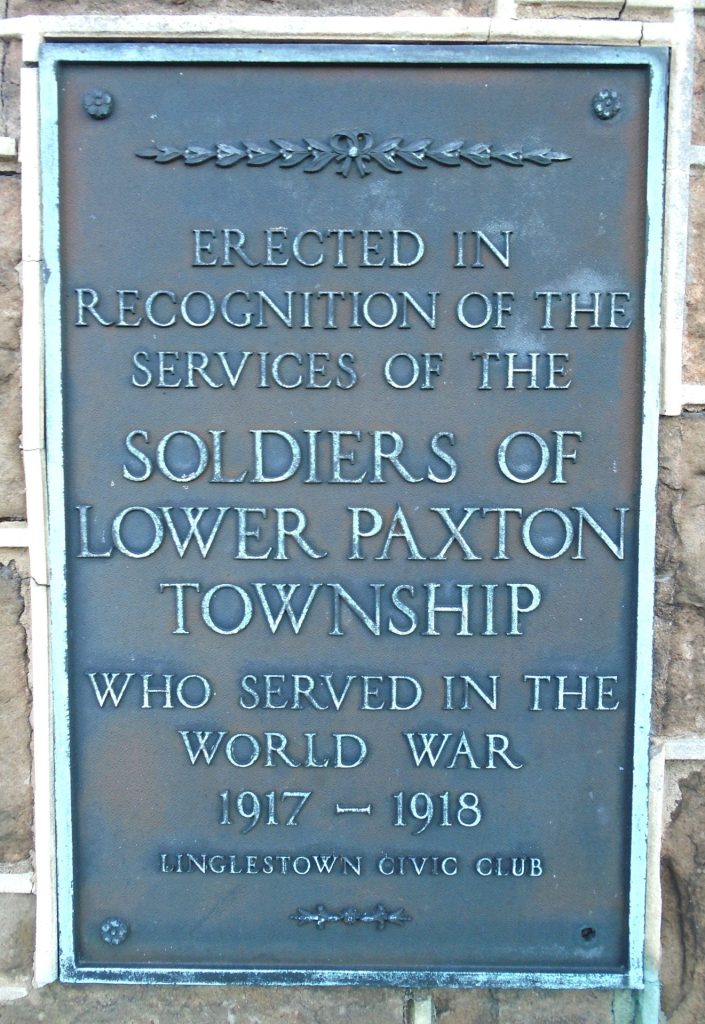 ERECTED IN
RECOGNITION OF THE
SERVICES OF THE
SOLDIERS OF
LOWER PAXTON
TOWNSHIP
WHO SERVED IN THE
WORLD WAR
1917 – 1918
LINGLESTOWN CIVIC CLUB